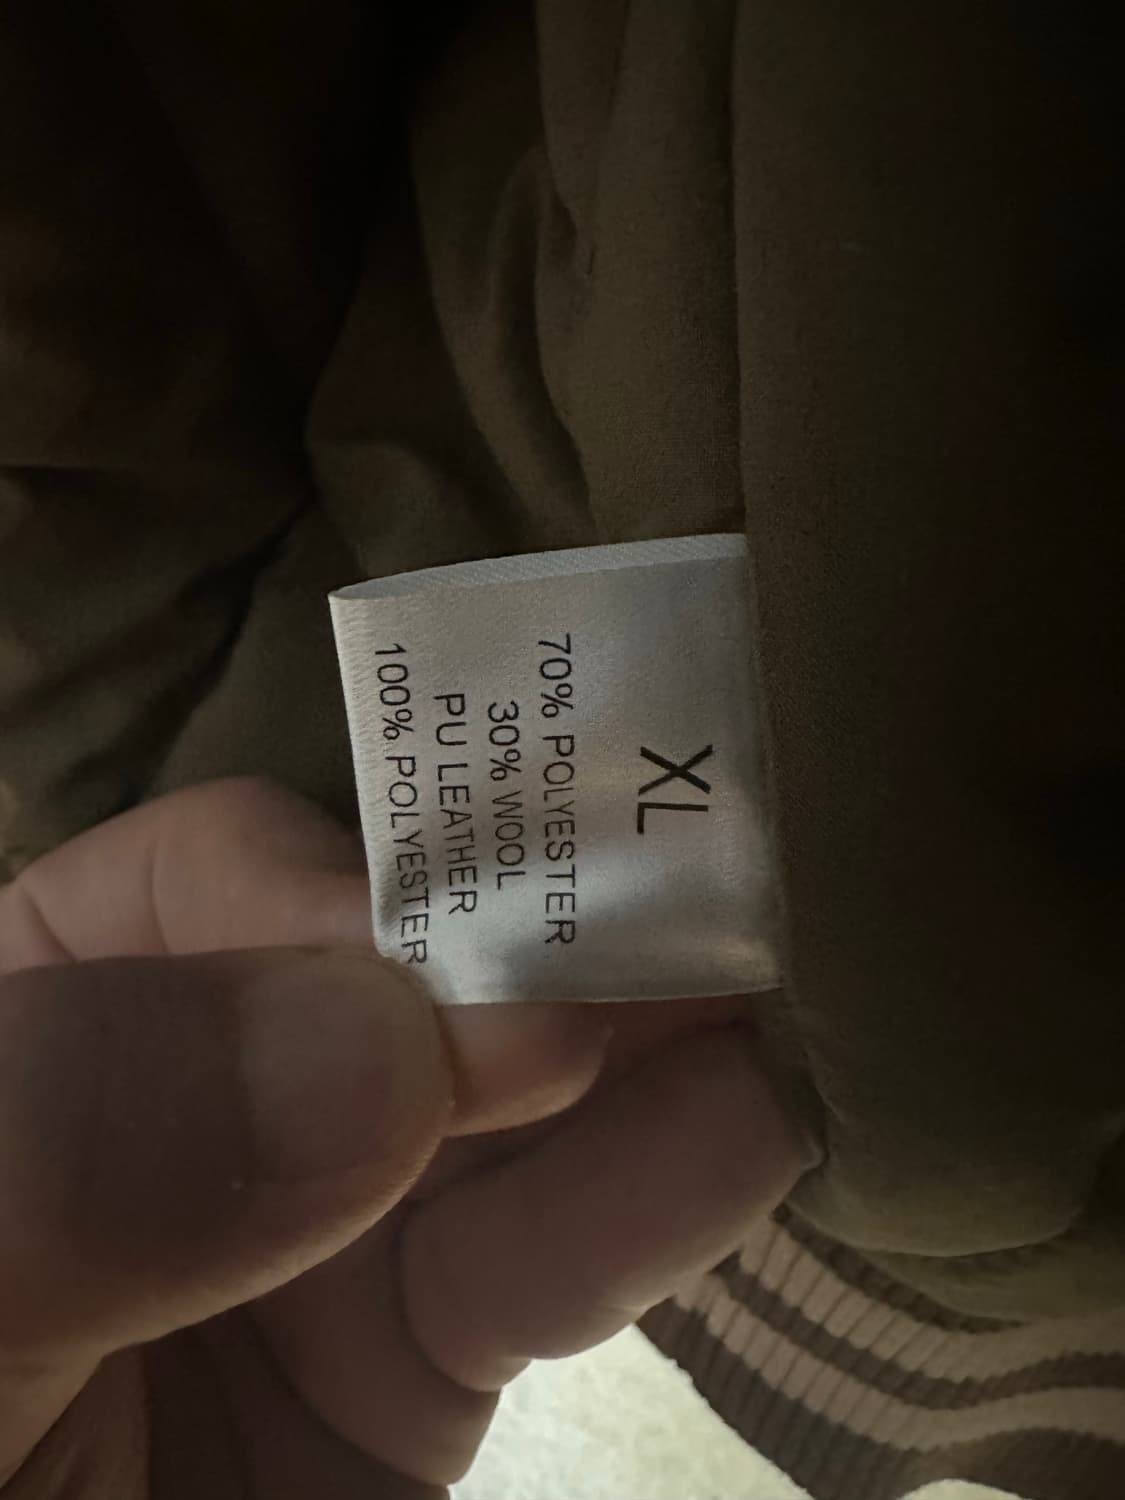 XL
70% POLYESTER
30% WOOL
PU LEATHER
100% POLYESTER